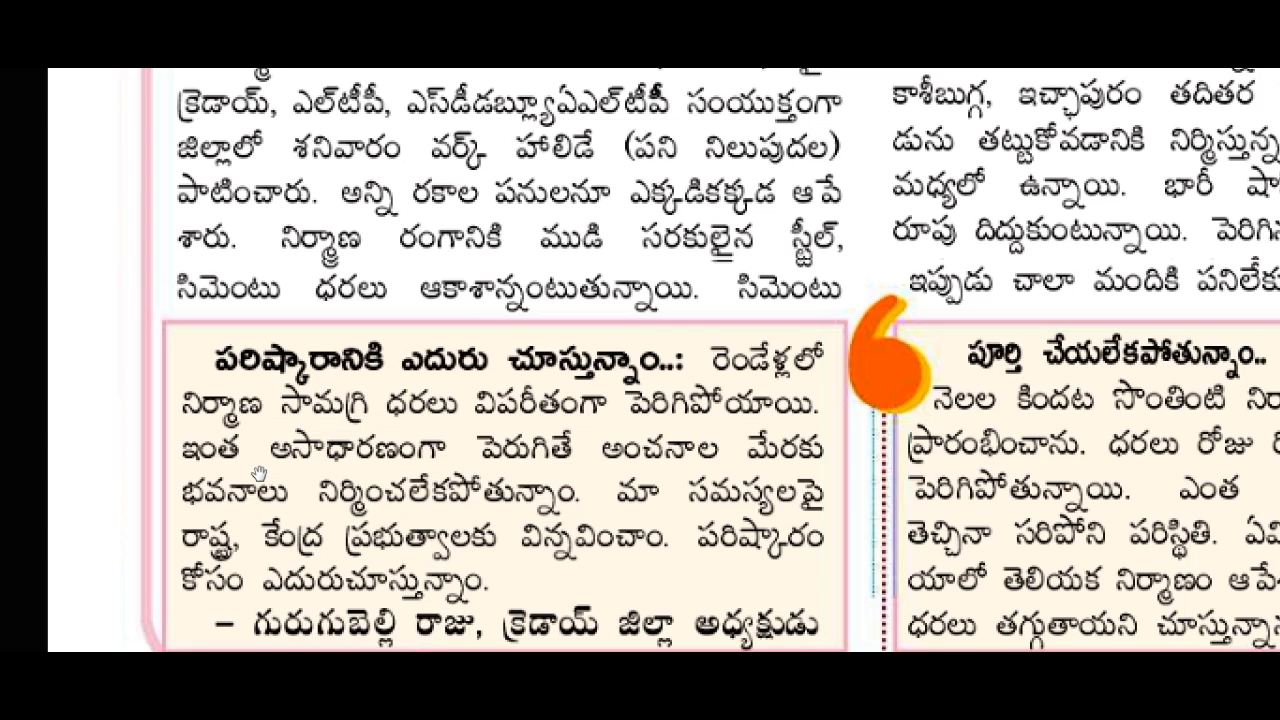 క్రెడాయ్, ఎల్‌టీపీ, ఎస్‌డీడబ్ల్యూఏఎల్‌టీపీ సంయుక్తంగా
జిల్లాలో శనివారం వర్క్ హాలిడే (పని నిలుపుదల)
పాటించారు. అన్ని రకాల పనులనూ ఎక్కడికక్కడ ఆపే
శారు. నిర్మాణ రంగానికి ముడి సరకులైన స్టీల్,
సిమెంటు ధరలు ఆకాశాన్నంటుతున్నాయి. సిమెంటు
పరిష్కారానికి ఎదురు చూస్తున్నాం..: రెండేళ్లలో
నిర్మాణ సామగ్రి ధరలు విపరీతంగా పెరిగిపోయాయి.
ఇంత అసాధారణంగా పెరుగితే అంచనాల మేరకు
భవనాలు నిర్మించలేకపోతున్నాం. మా సమస్యలపై
రాష్ట్ర, కేంద్ర ప్రభుత్వాలకు విన్నవించాం. పరిష్కారం
కోసం ఎదురుచూస్తున్నాం.
– గురుగుబెల్లి రాజు, క్రెడాయ్ జిల్లా అధ్యక్షుడు
కాశీబుగ్గ, ఇచ్ఛాపురం తదితర
డును తట్టుకోవడానికి నిర్మిస్తున్న
మధ్యలో ఉన్నాయి. భారీ
రూపు దిద్దుకుంటున్నాయి.
ఇప్పుడు చాలా మందికి
పూర్తి చేయలేకపోతున్నాం..
నెలల కిందట సొంతింటి
ప్రారంభించాను. ధరలు రోజు
పెరిగిపోతున్నాయి. ఎంత
తెచ్చినా సరిపోని పరిస్థితి.
యాలో తెలియక నిర్మాణం
ధరలు తగ్గుతాయని